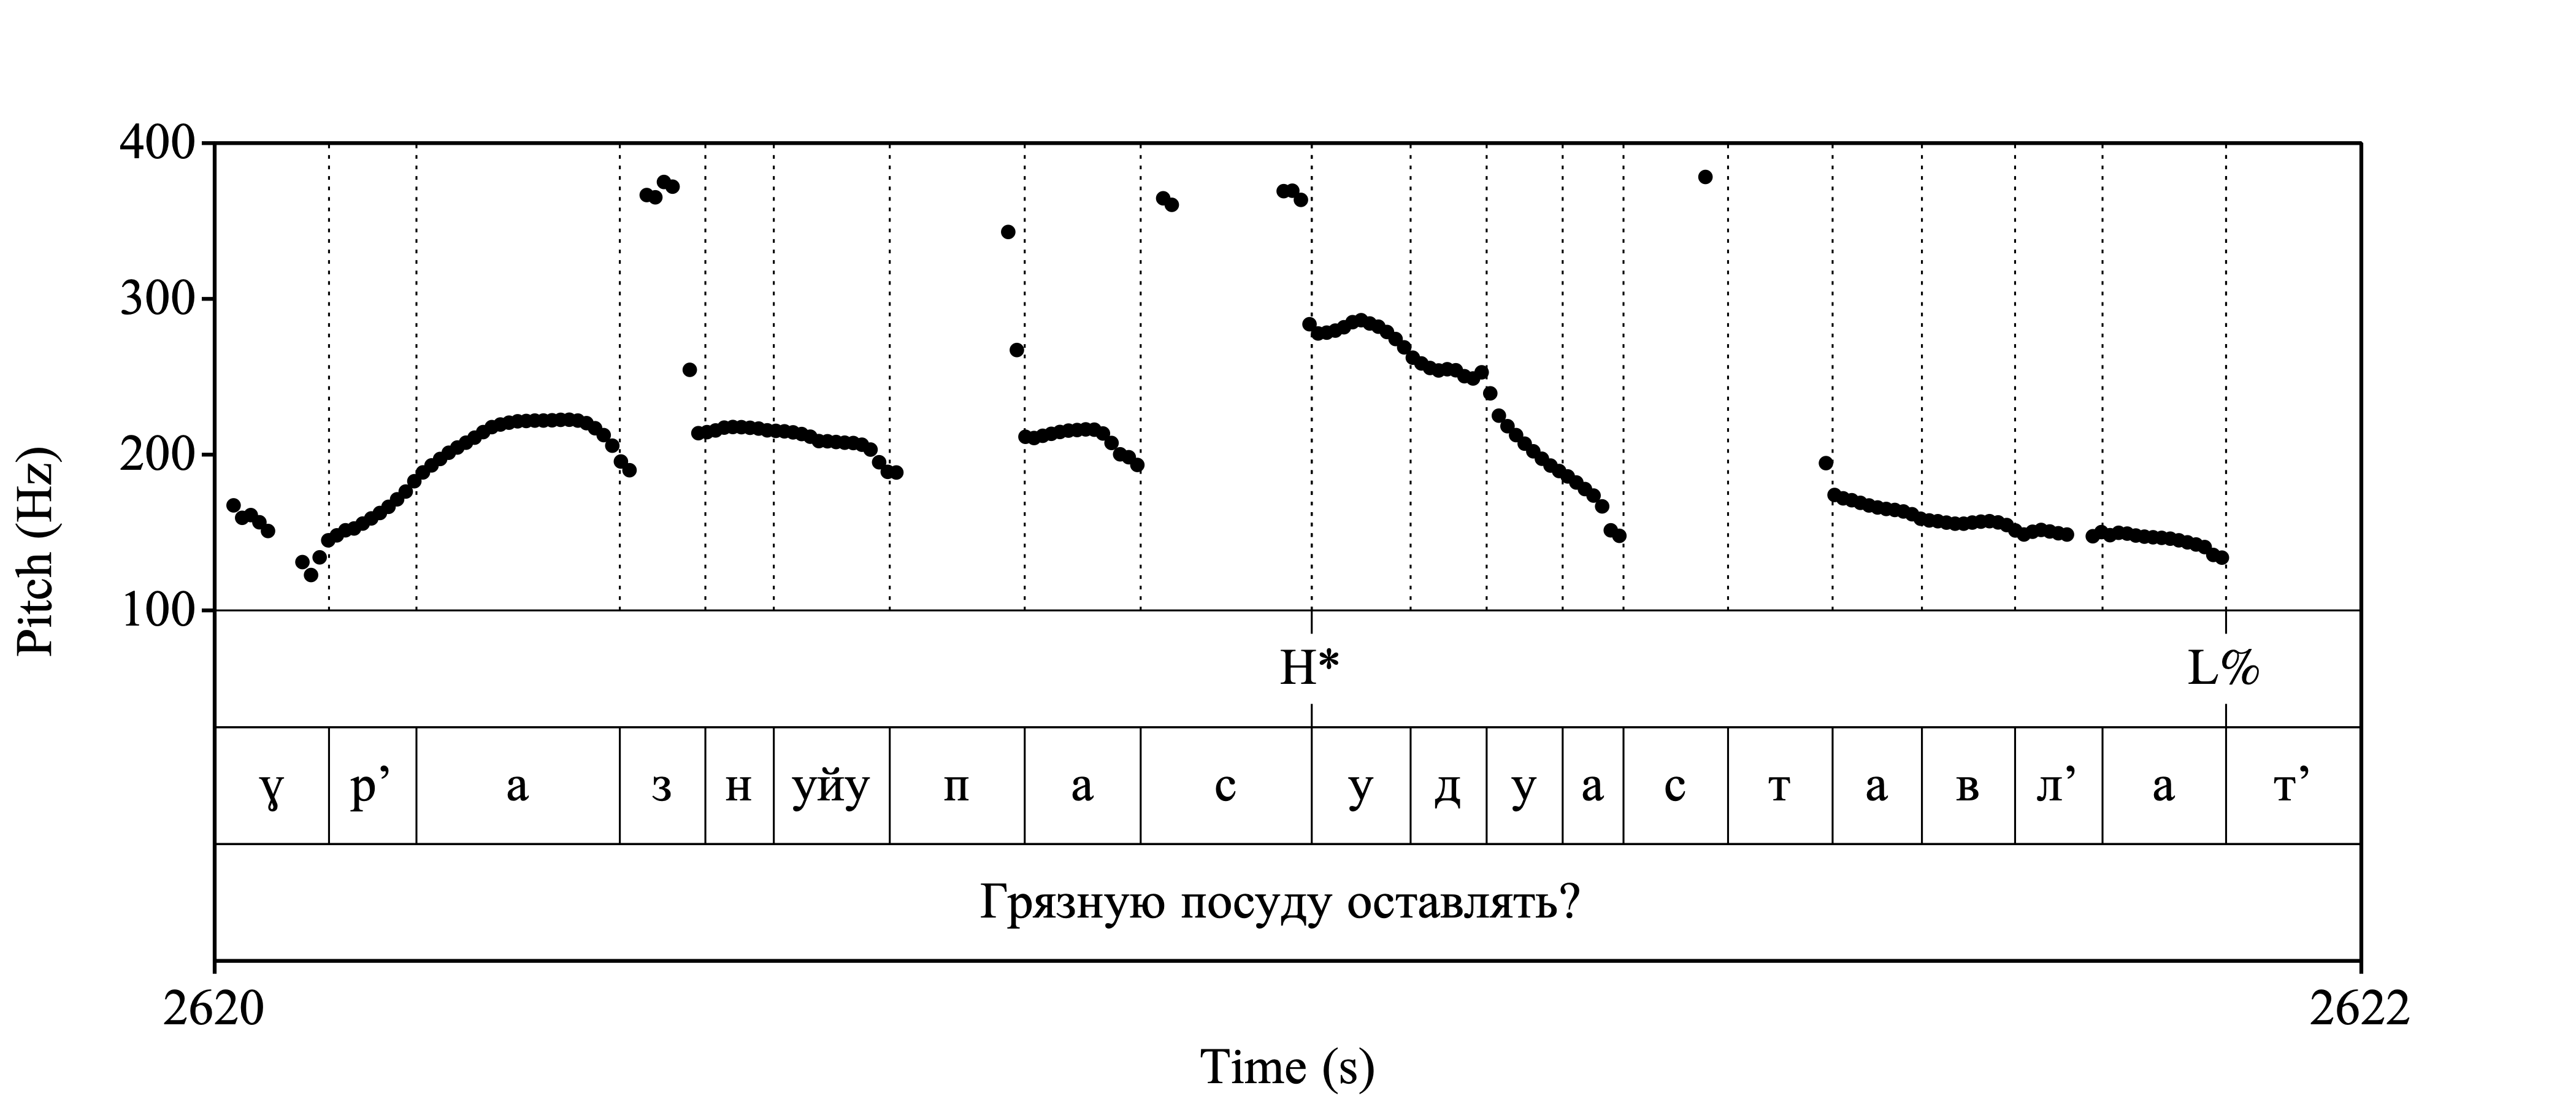 400
300
200
100
Pitch (Hz)
H* L%
ɣ р’ а з н уйу п а с у д у а с т а в л’ а т’
Грязную посуду оставлять?
2620 2622
Time (s)